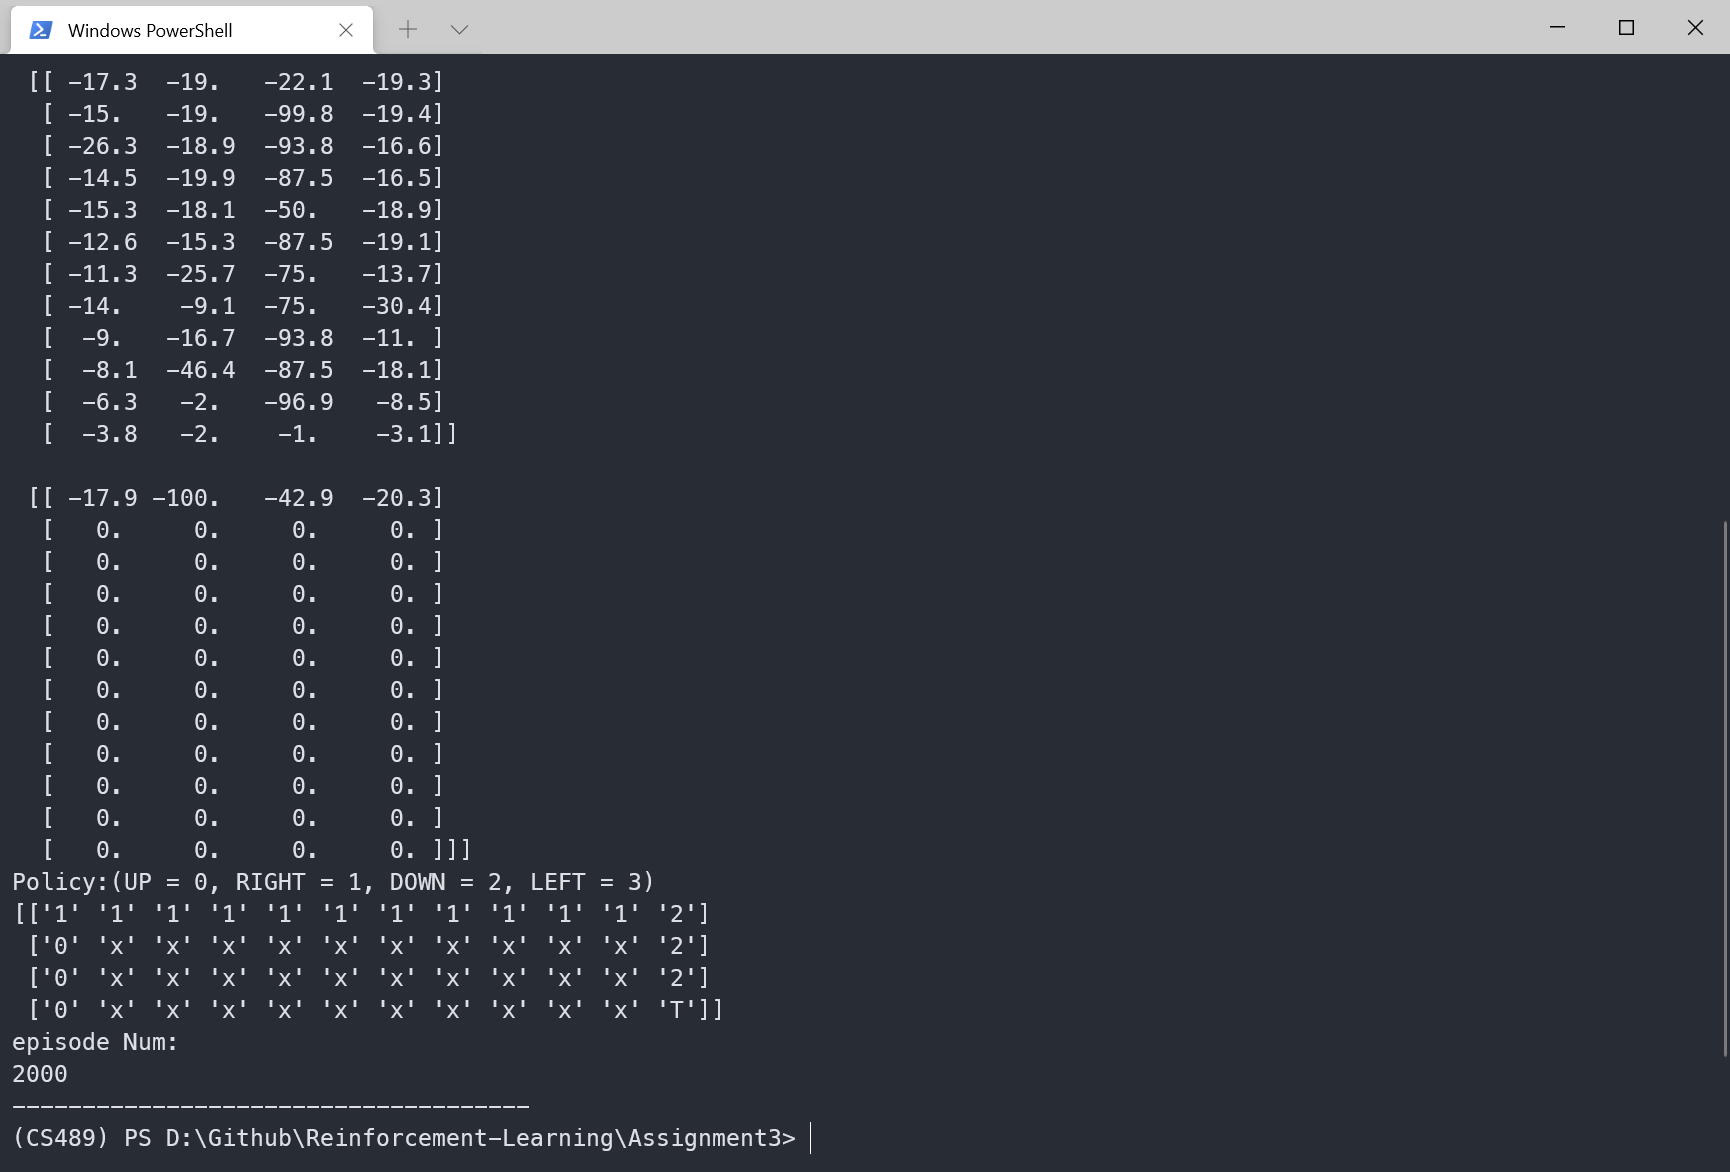 Windows PowerShell
[[ -17.3  -19.   -22.1  -19.3]
[ -15.   -19.   -99.8  -19.4]
[ -26.3  -18.9  -93.8  -16.6]
[ -14.5  -19.9  -87.5  -16.5]
[ -15.3  -18.1  -50.   -18.9]
[ -12.6  -15.3  -87.5  -19.1]
[ -11.3  -25.7  -75.   -13.7]
[ -14.    -9.1  -75.   -30.4]
[  -9.   -16.7  -93.8  -11. ]
[  -8.1  -46.4  -87.5  -18.1]
[  -6.3   -2.   -96.9   -8.5]
[  -3.8   -2.    -1.    -3.1]]
[[ -17.9 -100.   -42.9  -20.3]
[   0.     0.     0.     0. ]
[   0.     0.     0.     0. ]
[   0.     0.     0.     0. ]
[   0.     0.     0.     0. ]
[   0.     0.     0.     0. ]
[   0.     0.     0.     0. ]
[   0.     0.     0.     0. ]
[   0.     0.     0.     0. ]
[   0.     0.     0.     0. ]
[   0.     0.     0.     0. ]
[   0.     0.     0.     0. ]]]
Policy:(UP = 0, RIGHT = 1, DOWN = 2, LEFT = 3)
[['1' '1' '1' '1' '1' '1' '1' '1' '1' '1' '1' '2']
['0' 'x' 'x' 'x' 'x' 'x' 'x' 'x' 'x' 'x' 'x' '2']
['0' 'x' 'x' 'x' 'x' 'x' 'x' 'x' 'x' 'x' 'x' '2']
['0' 'x' 'x' 'x' 'x' 'x' 'x' 'x' 'x' 'x' 'x' 'T']]
episode Num:
2000
-------------------------------------
(CS489) PS D:\Github\Reinforcement-Learning\Assignment3>